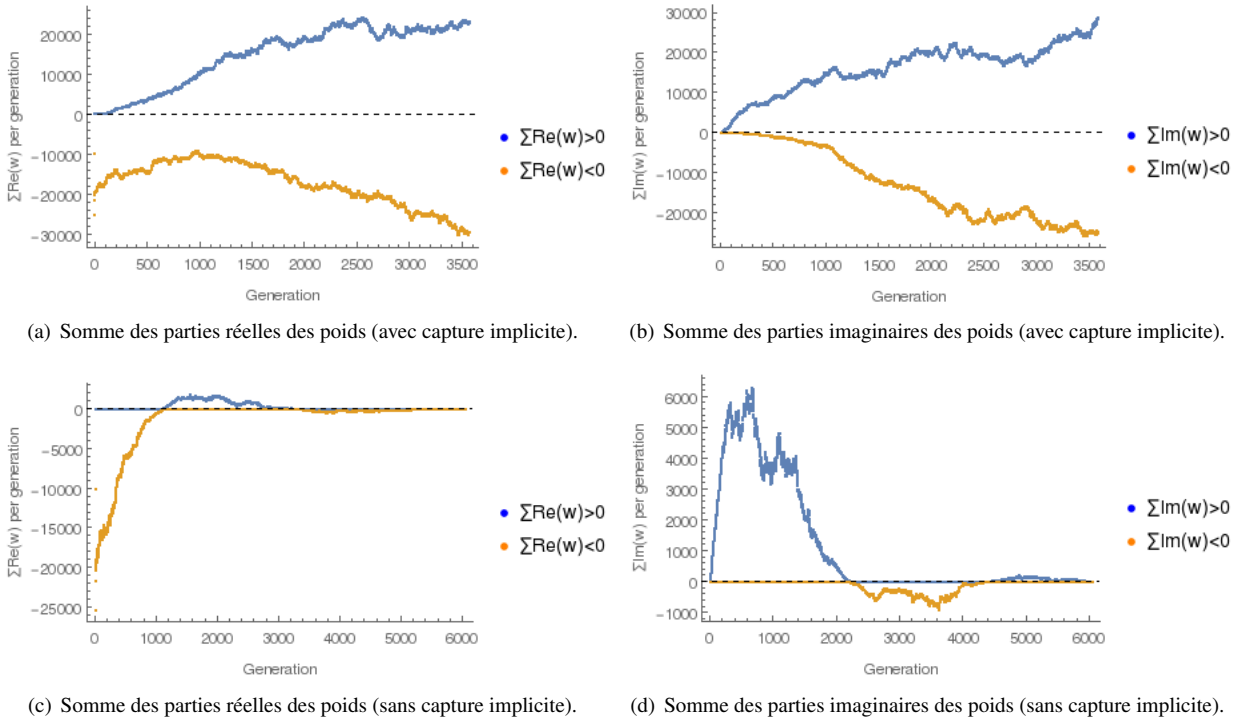 20000
10000
0
−10000
−20000
−30000
∑Re(w) per generation
0 500 1000 1500 2000 2500 3000 3500
Generation
∑Re(w)>0
∑Re(w)<0
(a) Somme des parties réelles des poids (avec capture implicite).
30000
20000
10000
0
−10000
−20000
∑Im(w) per generation
0 500 1000 1500 2000 2500 3000 3500
Generation
∑Im(w)>0
∑Im(w)<0
(b) Somme des parties imaginaires des poids (avec capture implicite).
0
−5000
−10000
−15000
−20000
−25000
∑Re(w) per generation
0 1000 2000 3000 4000 5000 6000
Generation
∑Re(w)>0
∑Re(w)<0
(c) Somme des parties réelles des poids (sans capture implicite).
6000
5000
4000
3000
2000
1000
0
−1000
∑Im(w) per generation
0 1000 2000 3000 4000 5000 6000
Generation
∑Im(w)>0
∑Im(w)<0
(d) Somme des parties imaginaires des poids (sans capture implicite).